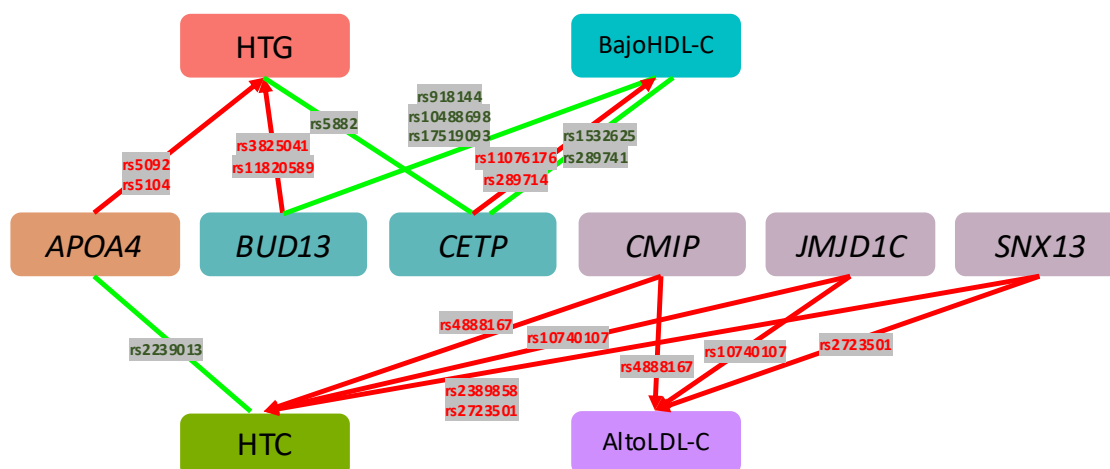 HTG
BajoHDL-C
rs918144
rs10488698
rs17519093
rs5882
rs3825041
rs11820589
rs1532625
rs289741
rs11076176
rs289714
rs5092
rs5104
APOA4
BUD13
CETP
CMIP
JMJD1C
SNX13
rs4888167
rs10740107
rs2239013
rs4888167
rs10740107
rs2723501
rs2389858
rs2723501
HTC
AltoLDL-C